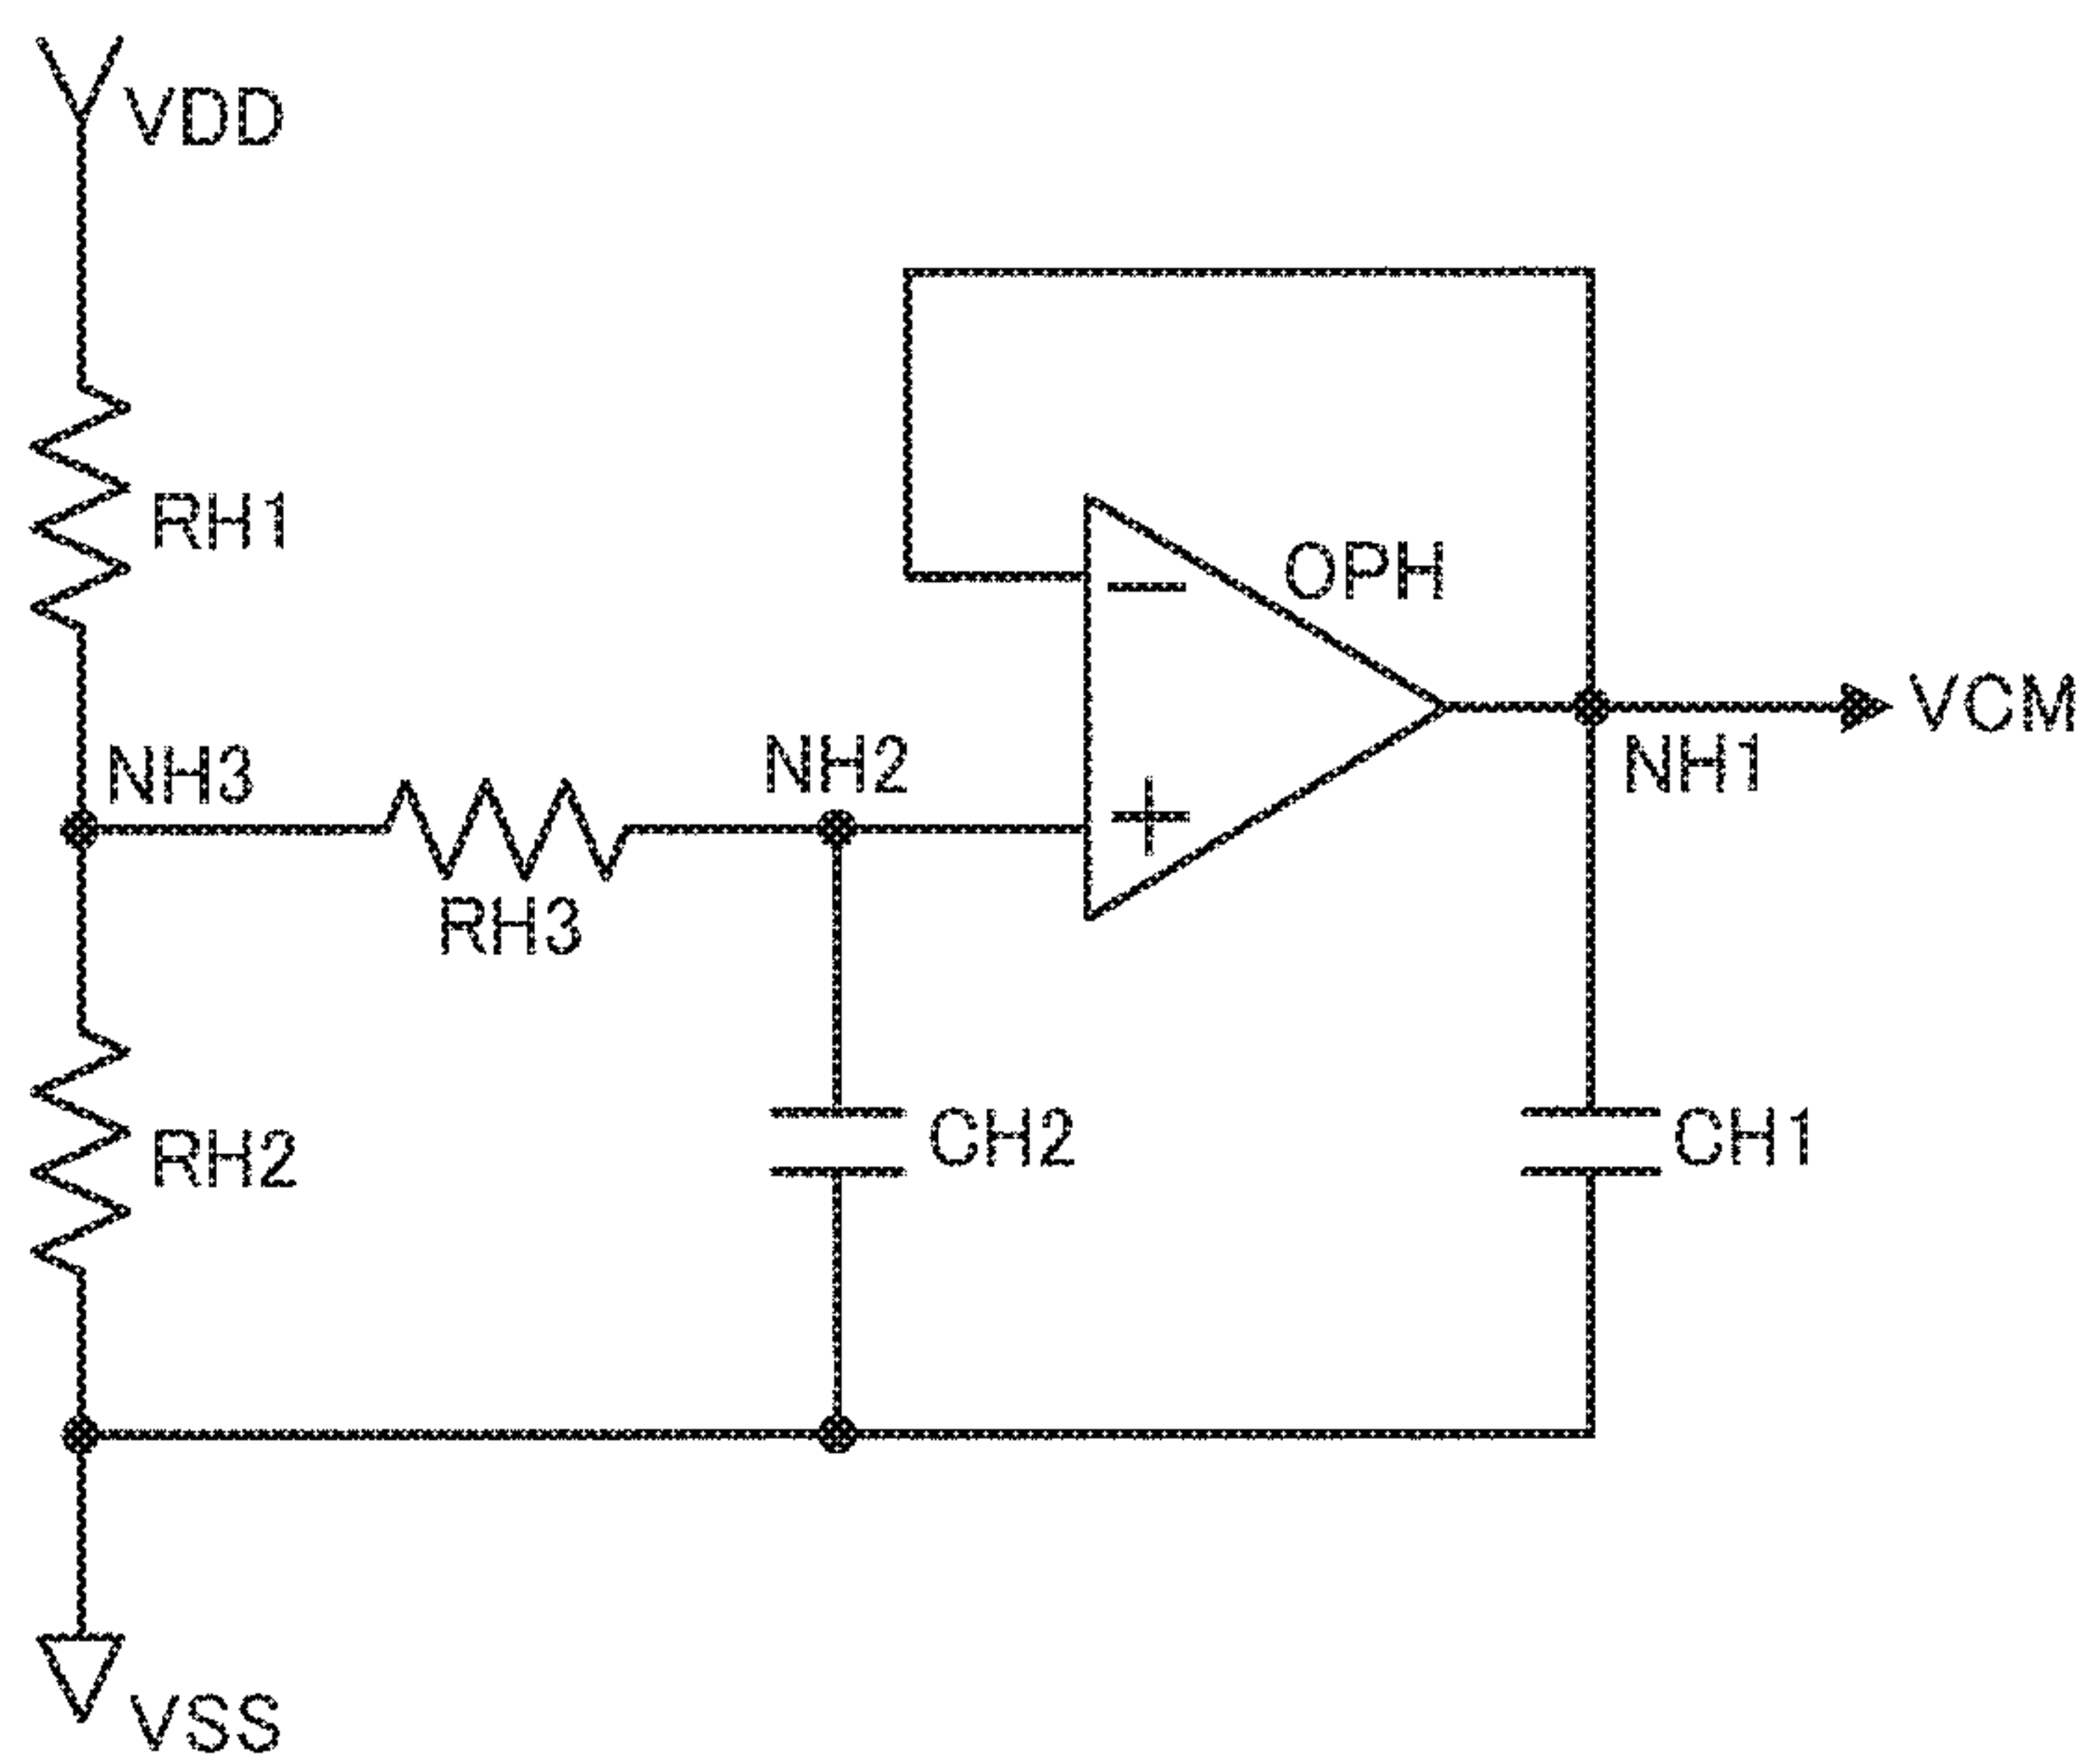 VDD
RH1
OPH
−
VCM
NH3
NH2
NH1
+
RH3
RH2
CH2
CH1
VSS